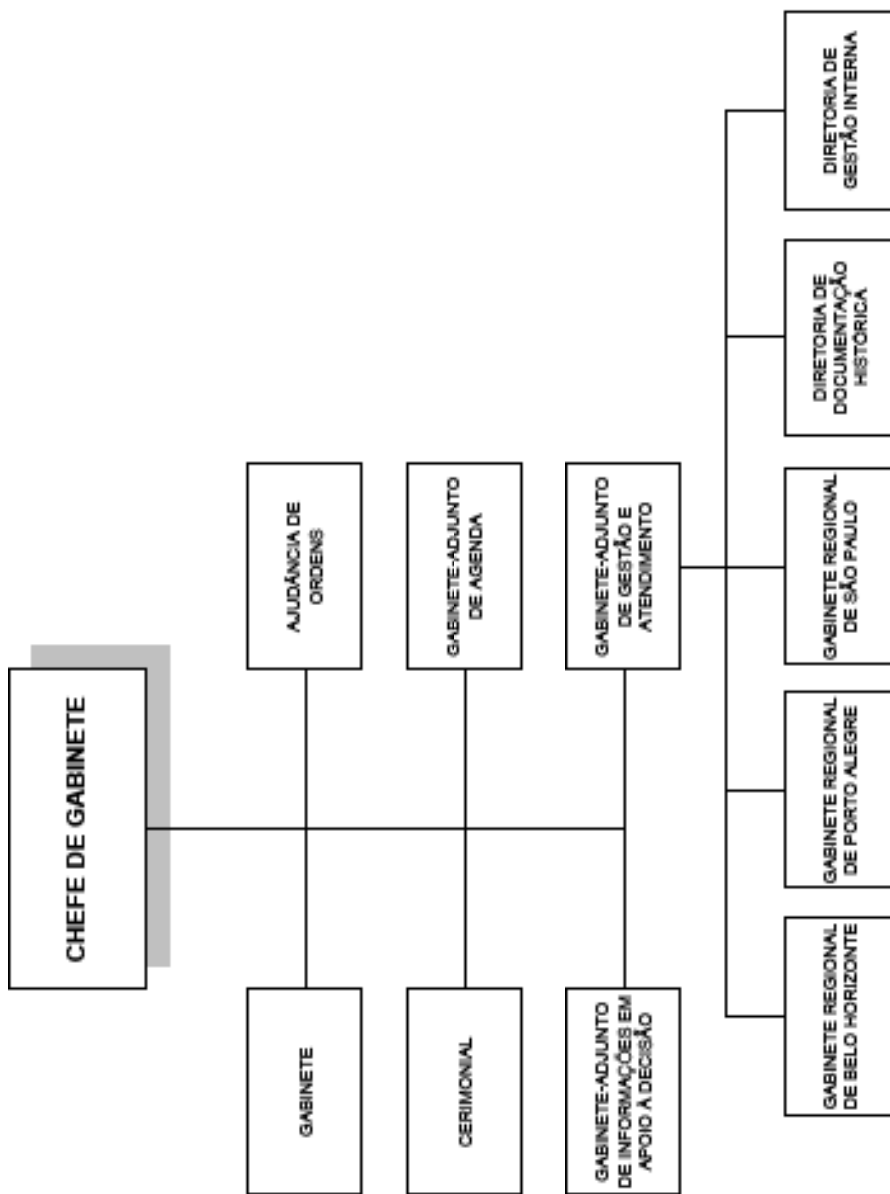 CHEFE DE GABINETE
GABINETE
AJUDÂNCIA DE
ORDENS
CERIMONIAL
GABINETE-ADJUNTO
DE AGENDA
GABINETE-ADJUNTO
DE INFORMAÇÕES EM
APOIO À DECISÃO
GABINETE-ADJUNTO
DE GESTÃO E
ATENDIMENTO
GABINETE REGIONAL
DE BELO HORIZONTE
GABINETE REGIONAL
DE PORTO ALEGRE
GABINETE REGIONAL
DE SÃO PAULO
DIRETORIA DE
DOCUMENTAÇÃO
HISTÓRICA
DIRETORIA DE
GESTÃO INTERNA